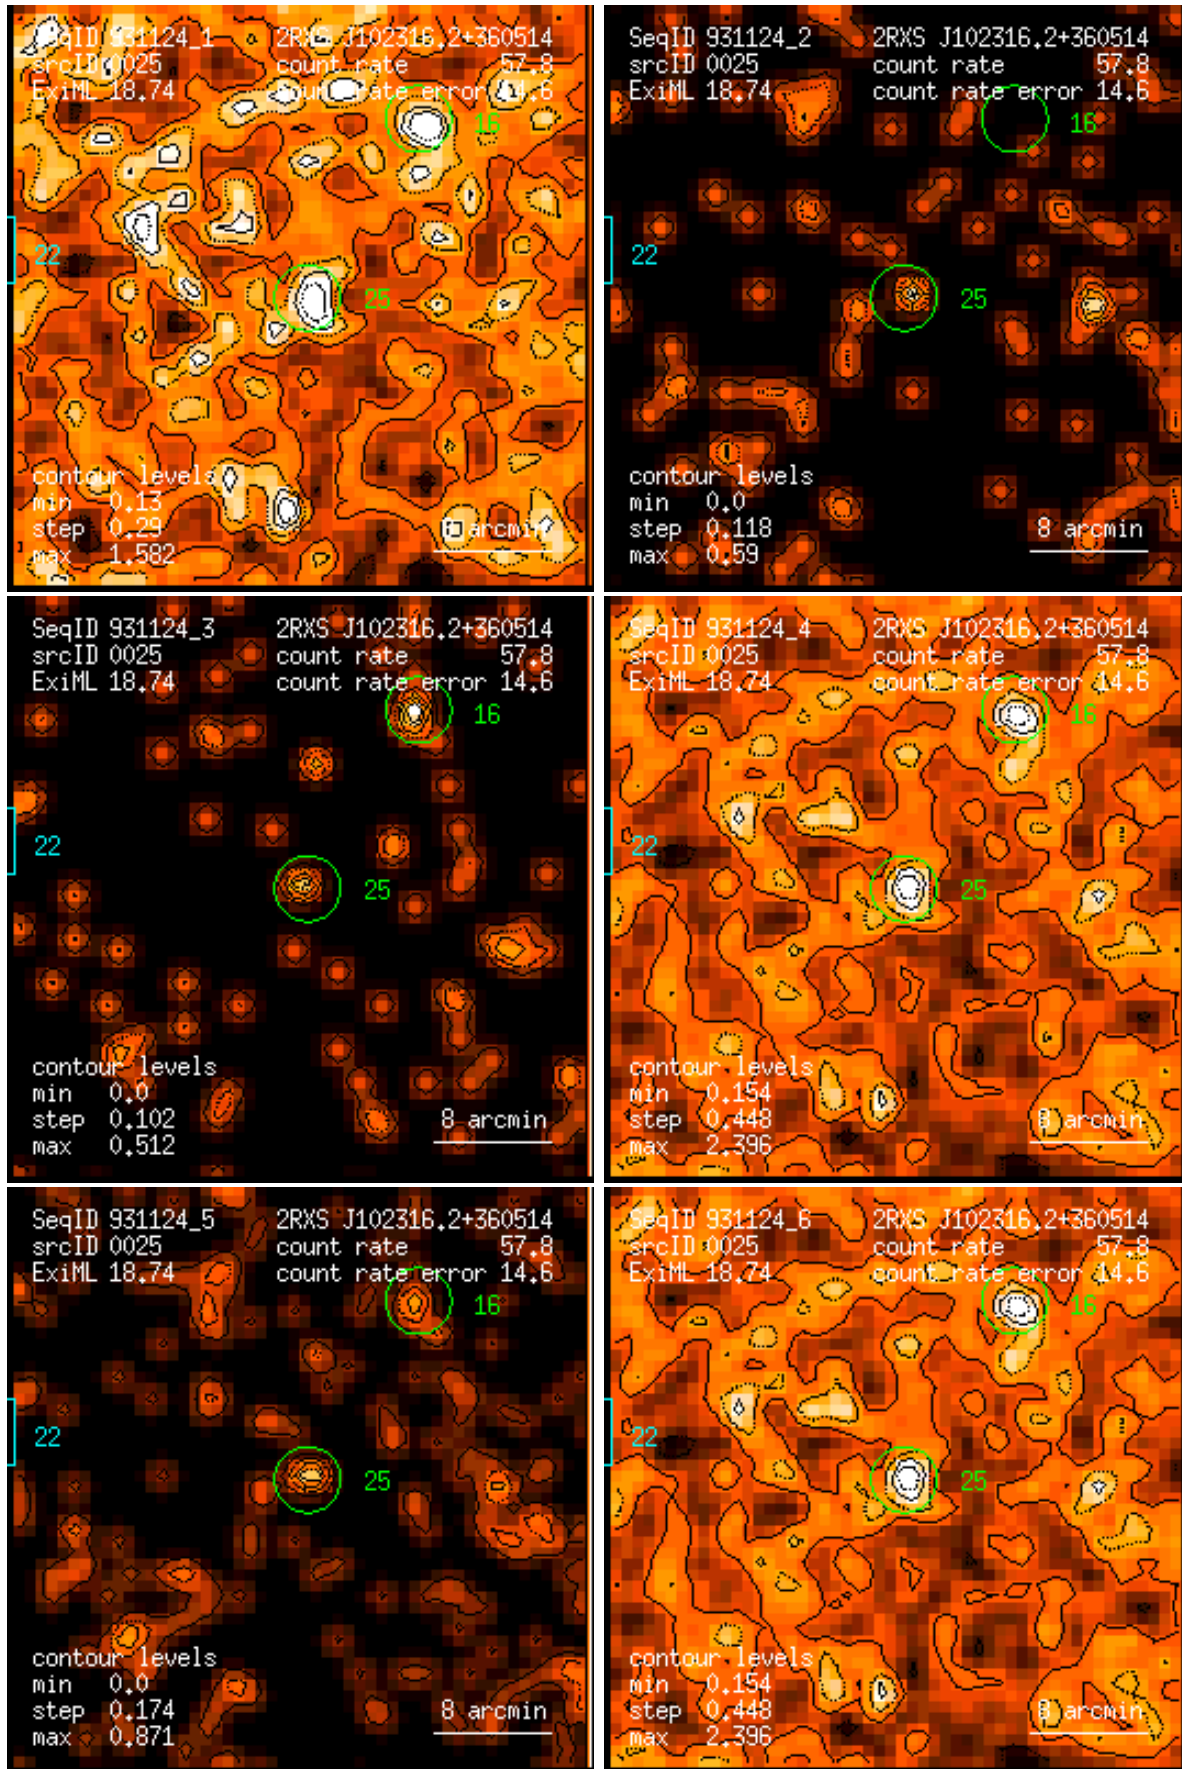 SeqID 931124_1 2RXS J102316.2+360514
srcID 0025 count rate 57.8
ExiML 18.74 count rate error 14.6
16
22
25
contour levels
min 0.13
step 0.29 8 arcmin
max 1.582
SeqID 931124_2 2RXS J102316.2+360514
srcID 0025 count rate 57.8
ExiML 18.74 count rate error 14.6
16
22
25
contour levels
min 0.0
step 0.118 8 arcmin
max 0.59
SeqID 931124_3 2RXS J102316.2+360514
srcID 0025 count rate 57.8
ExiML 18.74 count rate error 14.6
16
22
25
contour levels
min 0.0
step 0.102 8 arcmin
max 0.512
SeqID 931124_4 2RXS J102316.2+360514
srcID 0025 count rate 57.8
ExiML 18.74 count rate error 14.6
16
22
25
contour levels
min 0.154
step 0.448 8 arcmin
max 2.396
SeqID 931124_5 2RXS J102316.2+360514
srcID 0025 count rate 57.8
ExiML 18.74 count rate error 14.6
16
22
25
contour levels
min 0.0
step 0.174 8 arcmin
max 0.871
SeqID 931124_6 2RXS J102316.2+360514
srcID 0025 count rate 57.8
ExiML 18.74 count rate error 14.6
16
22
25
contour levels
min 0.154
step 0.448 8 arcmin
max 2.396